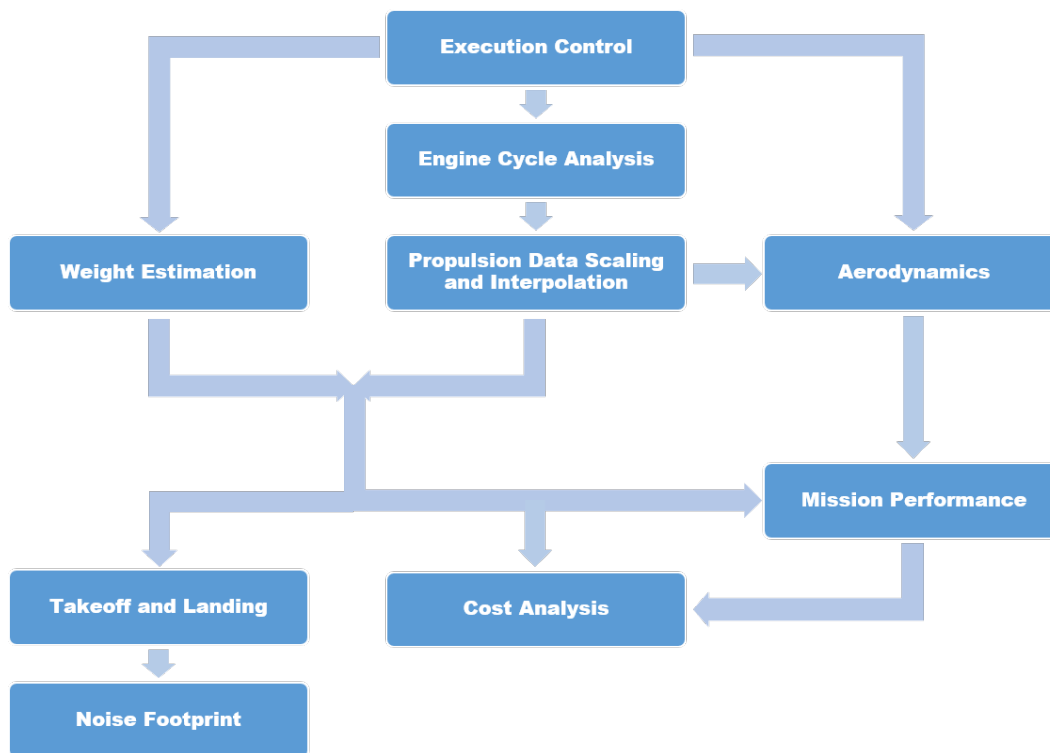 Execution Control
Engine Cycle Analysis
Weight Estimation
Propulsion Data Scaling
and Interpolation
Aerodynamics
Mission Performance
Takeoff and Landing
Cost Analysis
Noise Footprint